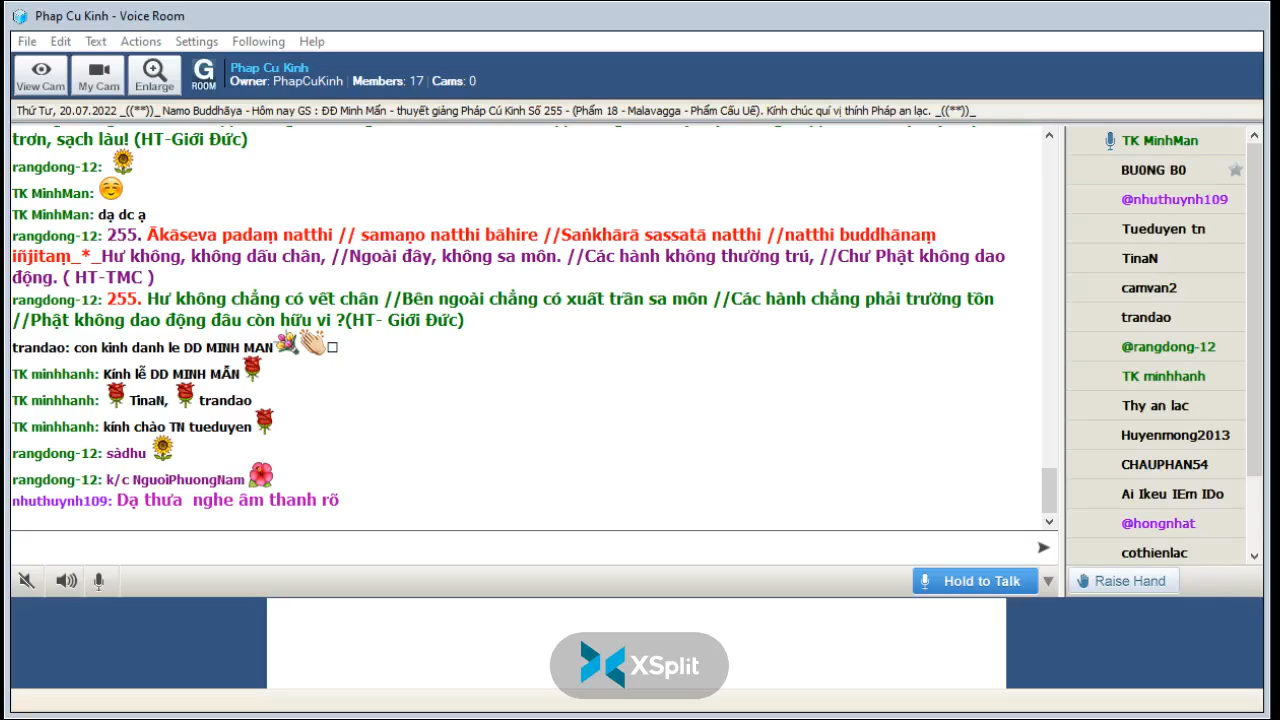 Phap Cu Kinh - Voice Room
File Edit Text Actions Settings Following Help
View Cam My Cam Enlarge G ROOM
Phap Cu Kinh
Owner: PhapCuKinh | Members: 17 | Cams: 0
Thứ Tư, 20.07.2022 _((**))_ Namo Buddhāya - Hôm nay GS : ĐĐ Minh Mẩn - thuyết giảng Pháp Cú Kinh Số 255 - (Phẩm 18 - Malavagga - Phẩm Cấu Uế). Kính chúc quí vị thính Pháp an lạc. _((**))_
trơn, sạch làu! (HT-Giới Đức)
rangdong-12:
TK MinhMan:
TK MinhMan: dạ dc ạ
rangdong-12: 255. Ākāseva padaṃ natthi // samaṇo natthi bāhire //Saṅkhārā sassatā natthi //natthi buddhānaṃ
iñjitaṃ_*_Hư không, không dấu chân, //Ngoài đây, không sa môn. //Các hành không thường trú, //Chư Phật không dao
động. ( HT-TMC )
rangdong-12: 255. Hư không chẳng có vết chân //Bên ngoài chẳng có xuất trần sa môn //Các hành chẳng phải trường tồn
//Phật không dao động đâu còn hữu vi ?(HT- Giới Đức)
trandao: con kinh danh le DD MINH MAN
TK minhhanh: Kính lễ DD MINH MẪN
TK minhhanh: TinaN, trandao
TK minhhanh: kính chào TN tueduyen
rangdong-12: sàdhu
rangdong-12: k/c NguoiPhuongNam
nhuthuynh109: Dạ thưa nghe âm thanh rõ
Hold to Talk
TK MinhMan
BU0NG B0
@nhuthuynh109
Tueduyen tn
TinaN
camvan2
trandao
@rangdong-12
TK minhhanh
Thy an lac
Huyenmong2013
CHAUPHAN54
Ai Ikeu IEm IDo
@hongnhat
cothienlac
Raise Hand
XSplit